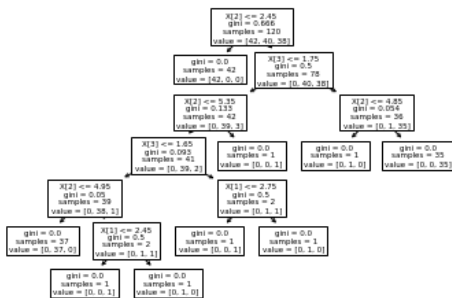 X[2] <= 2.45
gini = 0.666
samples = 120
value = [42, 40, 38]
gini = 0.0
samples = 42
value = [42, 0, 0]
X[3] <= 1.75
gini = 0.5
samples = 78
value = [0, 40, 38]
X[2] <= 5.35
gini = 0.133
samples = 42
value = [0, 39, 3]
X[2] <= 4.85
gini = 0.054
samples = 36
value = [0, 1, 35]
X[3] <= 1.65
gini = 0.093
samples = 41
value = [0, 39, 2]
gini = 0.0
samples = 1
value = [0, 0, 1]
gini = 0.0
samples = 1
value = [0, 1, 0]
gini = 0.0
samples = 35
value = [0, 0, 35]
X[2] <= 4.95
gini = 0.05
samples = 39
value = [0, 38, 1]
X[1] <= 2.75
gini = 0.5
samples = 2
value = [0, 1, 1]
gini = 0.0
samples = 37
value = [0, 37, 0]
X[1] <= 2.45
gini = 0.5
samples = 2
value = [0, 1, 1]
gini = 0.0
samples = 1
value = [0, 0, 1]
gini = 0.0
samples = 1
value = [0, 1, 0]
gini = 0.0
samples = 1
value = [0, 0, 1]
gini = 0.0
samples = 1
value = [0, 1, 0]